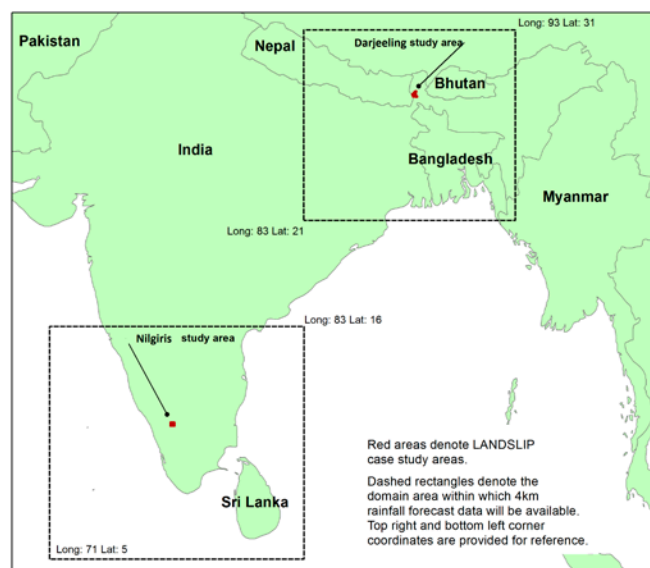 Long: 93 Lat: 31
Pakistan
Nepal
Darjeeling study area
Bhutan
India
Bangladesh
Myanmar
Long: 83 Lat: 21
Long: 83 Lat: 16
Nilgiris study area
Sri Lanka
Long: 71 Lat: 5
Red areas denote LANDSLIP
case study areas.
Dashed rectangles denote the
domain area within which 4km
rainfall forecast data will be available.
Top right and bottom left corner
coordinates are provided for reference.